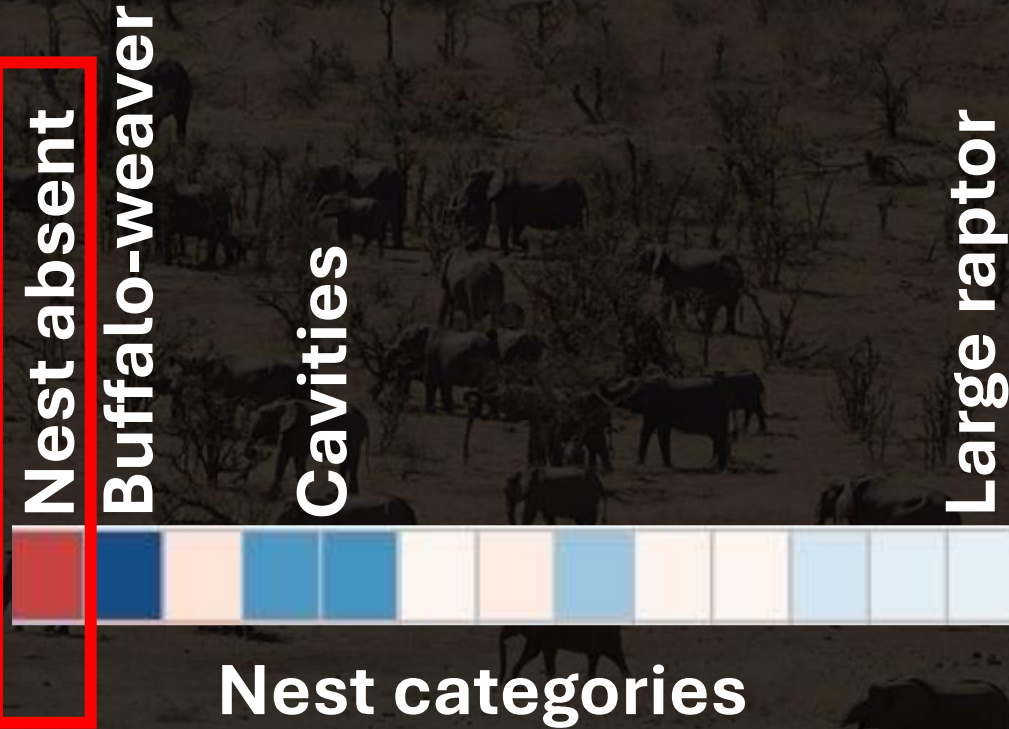 Nest absent
Buffalo-weaver
Cavities
Large raptor
Nest categories